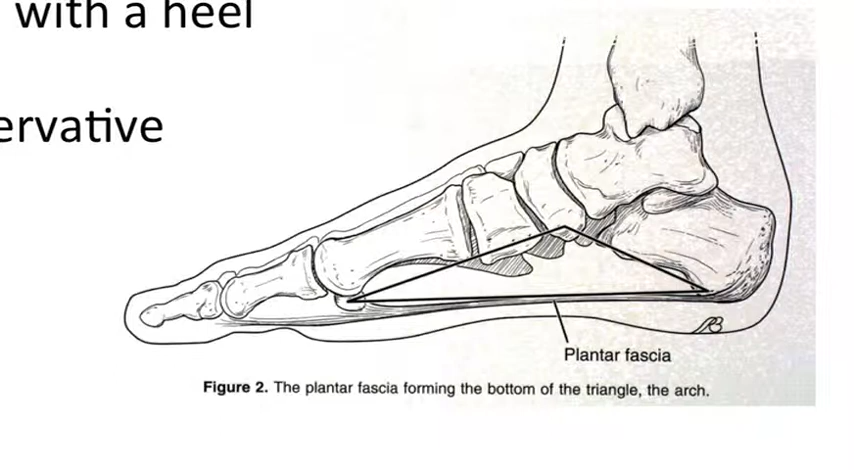 with a heel
ervative
Plantar fascia
Figure 2. The plantar fascia forming the bottom of the triangle, the arch.